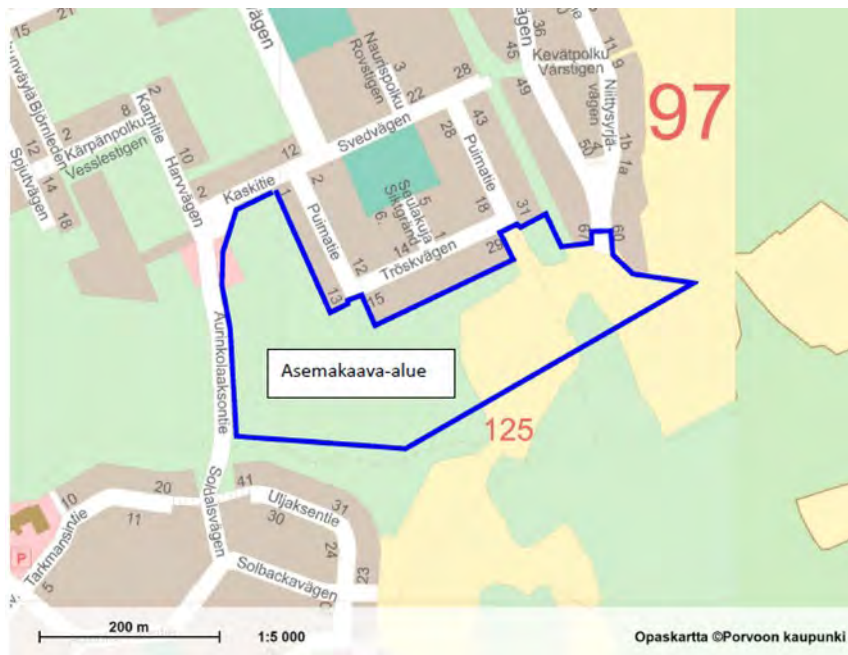 15
21
unväylä
Björnleden
vägen
Naurispolku
Rovstigen
3
36
45
11
9
Kevätpolku
Vårstigen
Niittysyrjä-
vägen
97
2
8
Karhitie
2
Kärpänpolku
Vesslestigen
12
14
18
Spjutvägen
10
Harvvägen
28
22
Svedvägen
12
49
43
28
Puimatie
50
4
1b
1a
2
Kaskitie
1
2
Puimatie
5
Seulakuja
Siktgränd
6.
18
31
1
14
12
29
Tröskvägen
67
60
13
15
Aurinkolaaksontie
Asemakaava-alue
125
Soldalsvägen
10
20
41
11
Uljaksentie
31
30
24
23
P
Tarkmansintie
5
Solbackavägen
200 m
1:5 000
Opaskartta ©Porvoon kaupunki